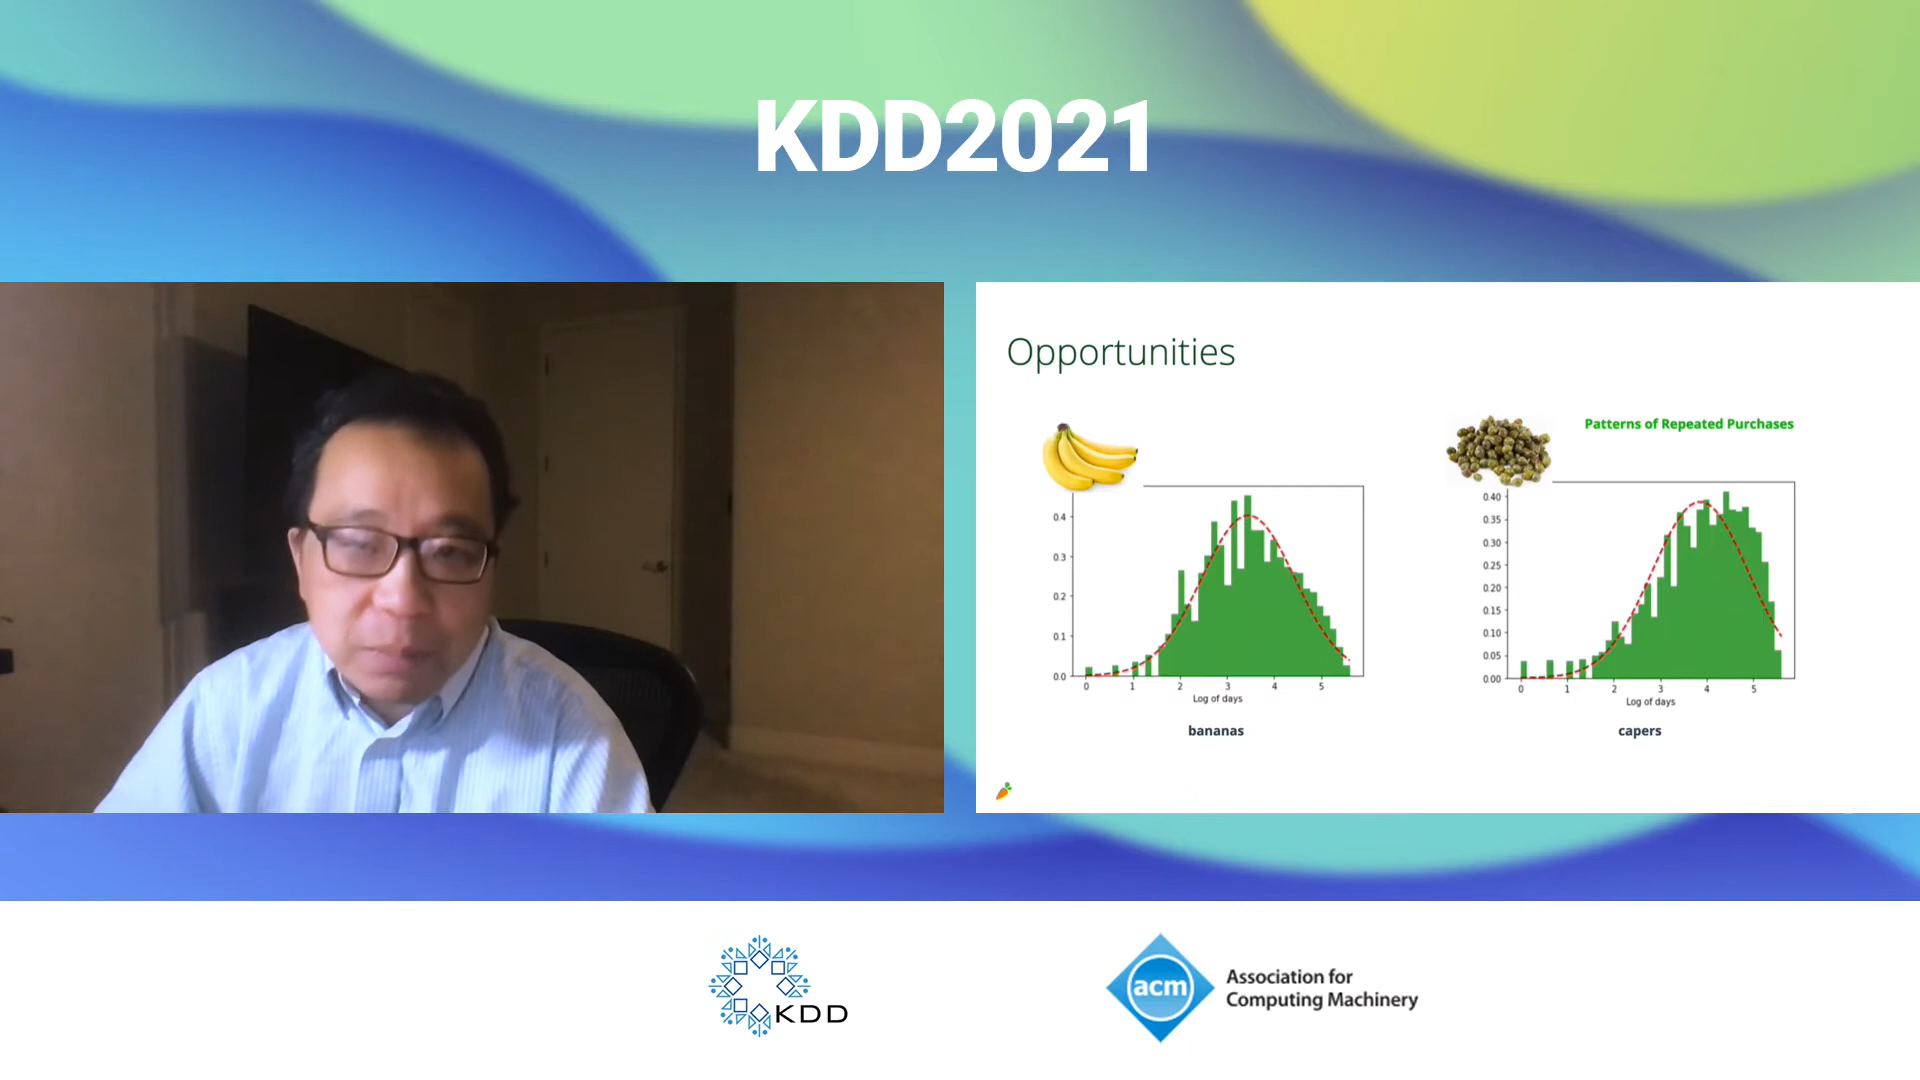 KDD2021
Opportunities
Patterns of Repeated Purchases
0.4
0.3
0.2
0.1
0.0
0 1 2 3 4 5
Log of days
bananas
0.40
0.35
0.30
0.25
0.20
0.15
0.10
0.05
0.00
0 1 2 3 4 5
Log of days
capers
KDD
acm
Association for
Computing Machinery